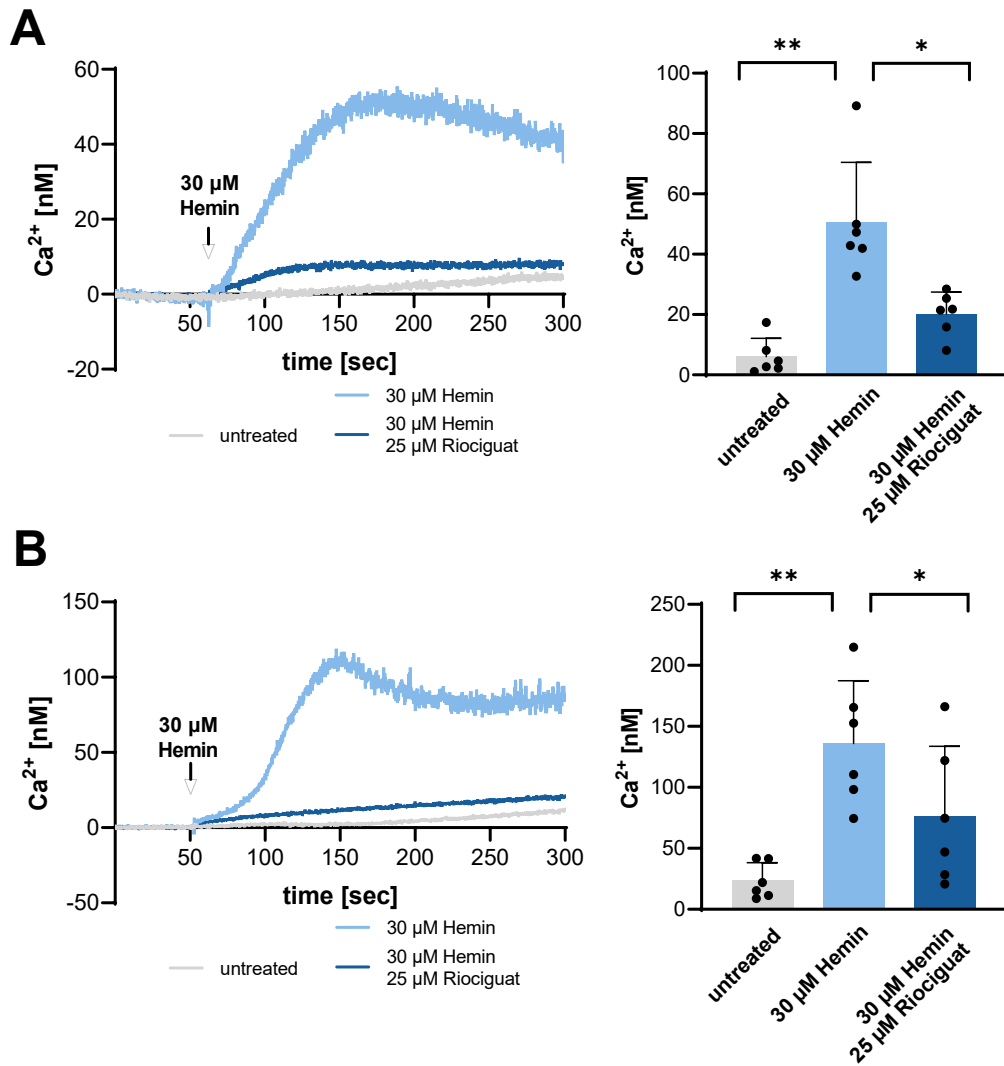 A
Ca2+ [nM]
60
40
20
0
-20
30 µM
Hemin
50
100
150
200
250
300
time [sec]
untreated
30 µM Hemin
30 µM Hemin
25 µM Riociguat
**
*
Ca2+ [nM]
100
80
60
40
20
0
untreated
30 µM Hemin
30 µM Hemin
25 µM Riociguat
B
Ca2+ [nM]
150
100
50
0
-50
30 µM
Hemin
50
100
150
200
250
300
time [sec]
untreated
30 µM Hemin
30 µM Hemin
25 µM Riociguat
**
*
Ca2+ [nM]
250
200
150
100
50
0
untreated
30 µM Hemin
30 µM Hemin
25 µM Riociguat